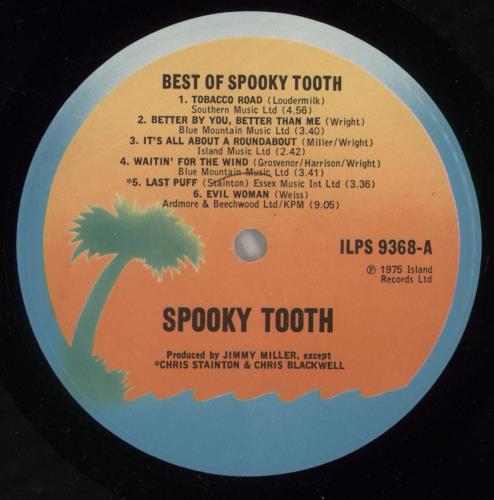 BEST OF SPOOKY TOOTH
1. TOBACCO ROAD (Loudermilk)
Southern Music Ltd (4.56)
2. BETTER BY YOU, BETTER THAN ME (Wright)
Blue Mountain Music Ltd (3.40)
3. IT'S ALL ABOUT A ROUNDABOUT (Miller/Wright)
Island Music Ltd (2.42)
4. WAITIN' FOR THE WIND (Grosvenor/Harrison/Wright)
Blue Mountain Music Ltd (3.41)
*5. LAST PUFF (Stainton) Essex Music Int Ltd (3.36)
6. EVIL WOMAN (Weiss)
Ardmore & Beechwood Ltd/KPM (9.05)
ILPS 9368-A
℗ 1975 Island
Records Ltd
SPOOKY TOOTH
Produced by JIMMY MILLER, except
*CHRIS STAINTON & CHRIS BLACKWELL